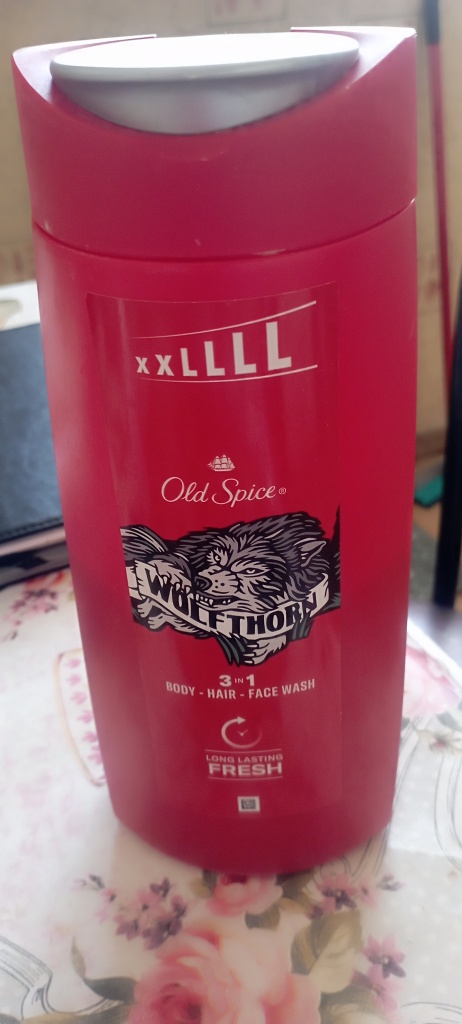 xxLLLL
Old Spice®
WOLFTHORN
3 IN 1
BODY - HAIR - FACE WASH
LONG LASTING
FRESH